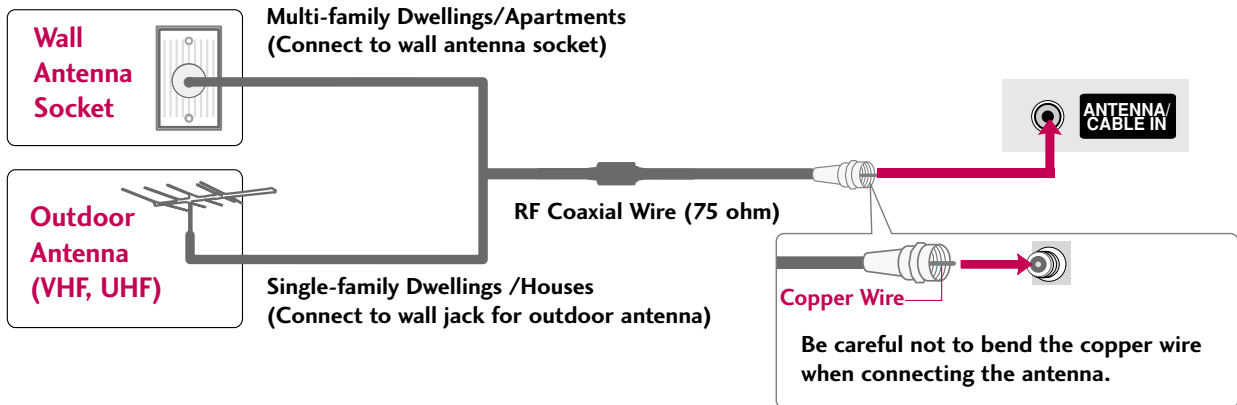 Wall
Antenna
Socket
Multi-family Dwellings/Apartments
(Connect to wall antenna socket)
ANTENNA/
CABLE IN
Outdoor
Antenna
(VHF, UHF)
RF Coaxial Wire (75 ohm)
Single-family Dwellings /Houses
(Connect to wall jack for outdoor antenna)
Copper Wire
Be careful not to bend the copper wire
when connecting the antenna.